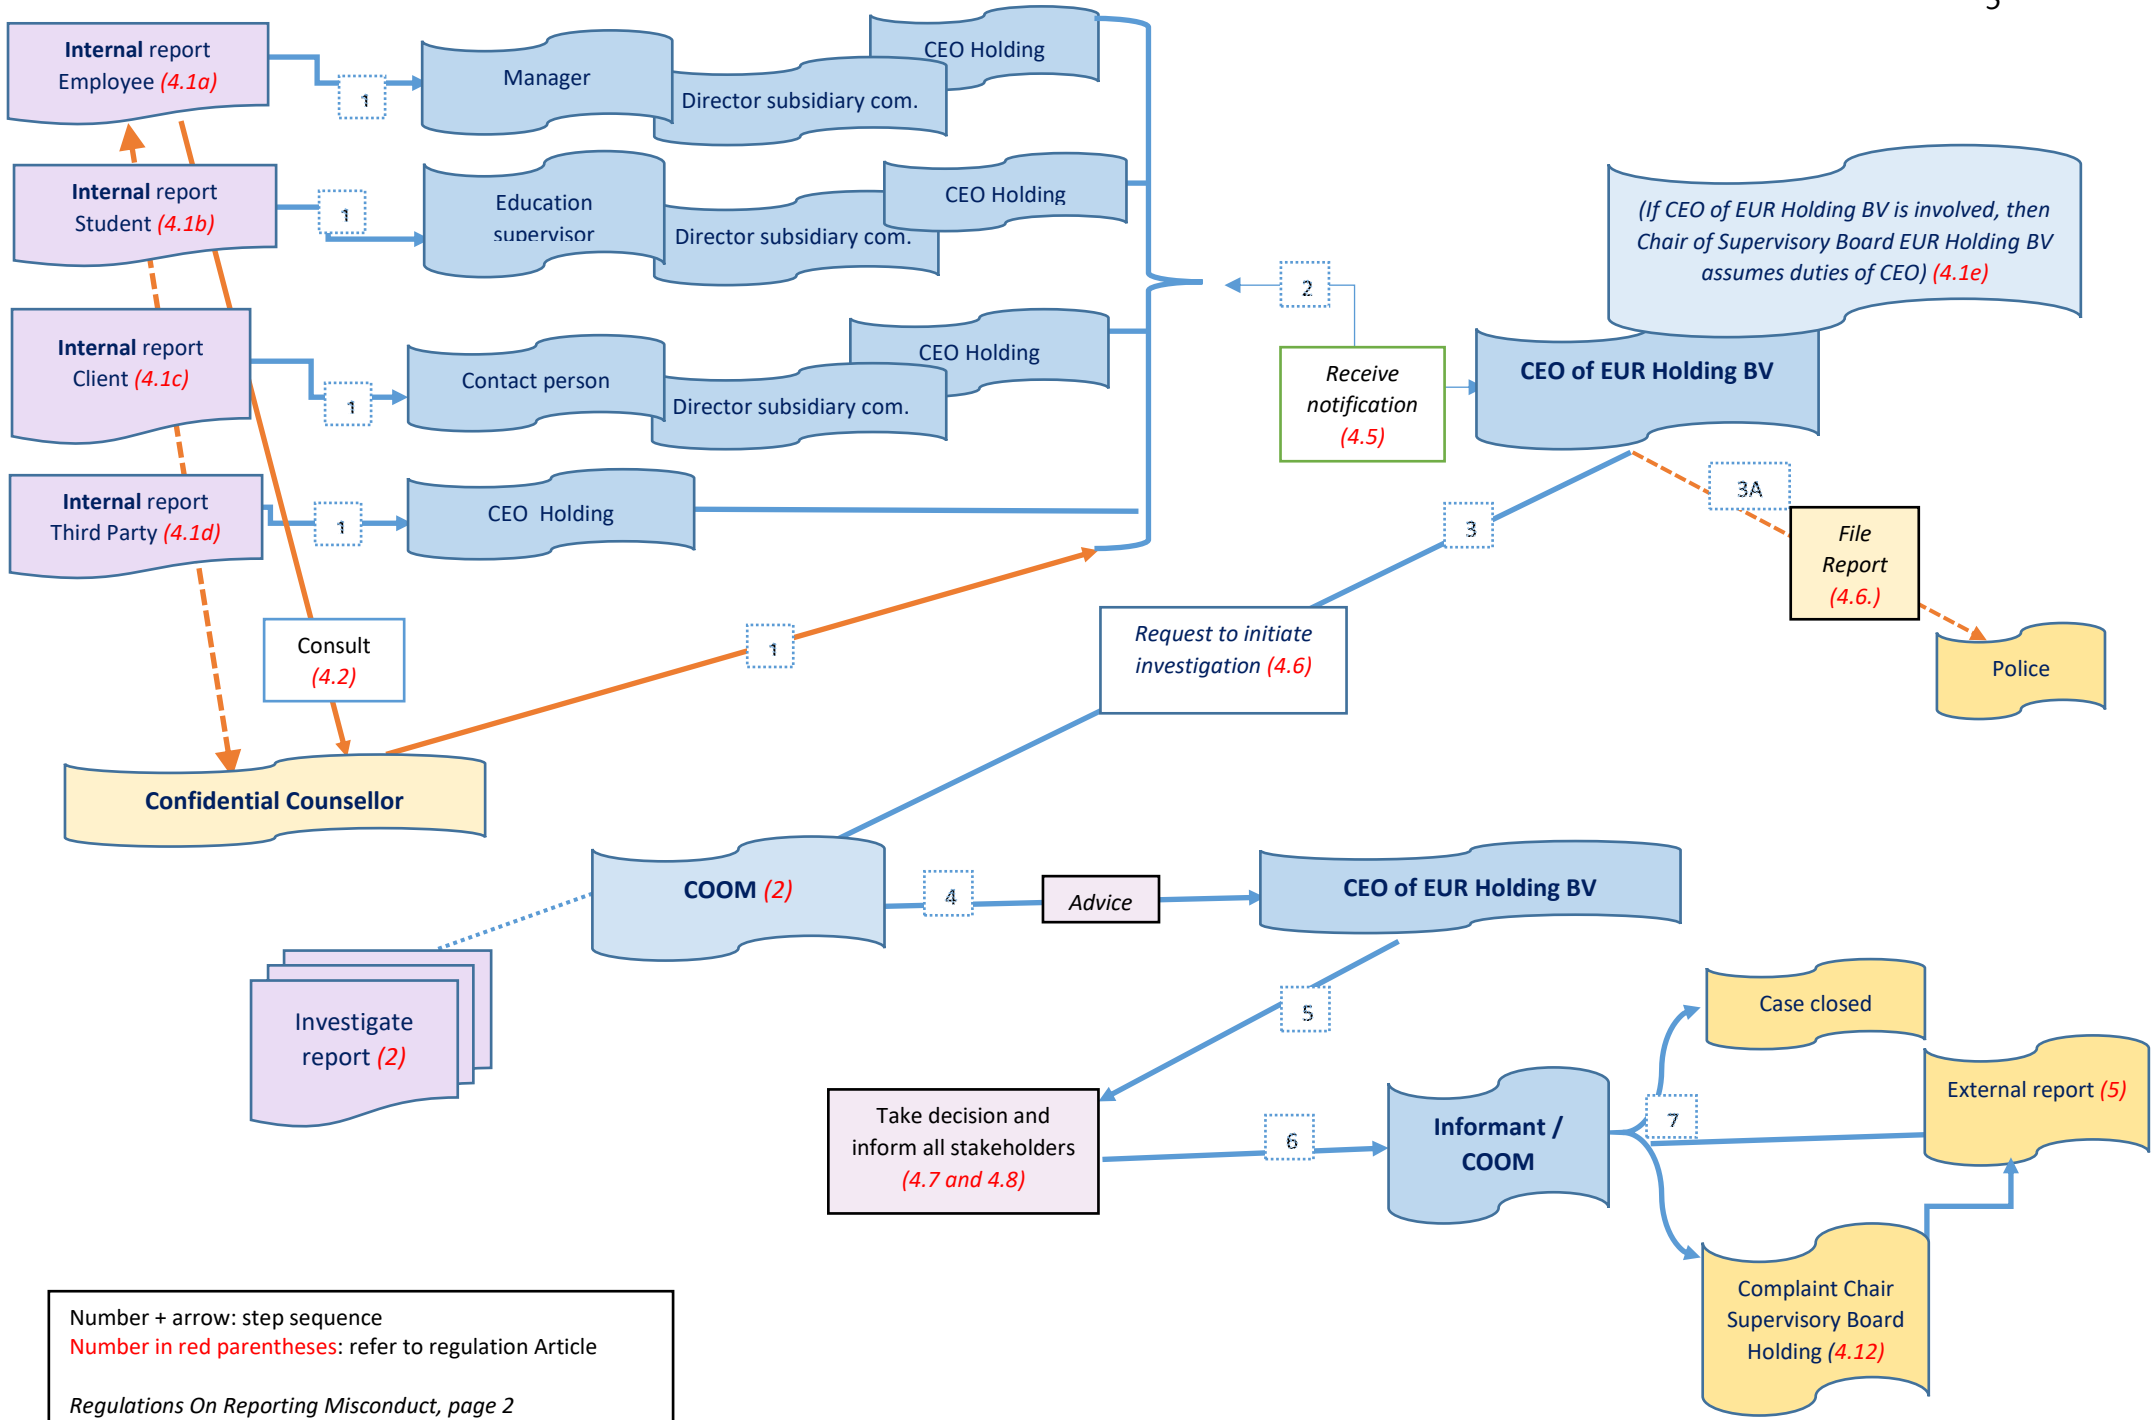 Internal report
Employee (4.1a)
1
Manager
Director subsidiary com.
CEO Holding
Internal report
Student (4.1b)
1
Education
supervisor
Director subsidiary com.
CEO Holding
Internal report
Client (4.1c)
1
Contact person
Director subsidiary com.
CEO Holding
Internal report
Third Party (4.1d)
1
CEO Holding
2
Receive
notification
(4.5)
(If CEO of EUR Holding BV is involved, then
Chair of Supervisory Board EUR Holding BV
assumes duties of CEO) (4.1e)
CEO of EUR Holding BV
3
3A
File
Report
(4.6.)
Police
Consult
(4.2)
1
Request to initiate
investigation (4.6)
Confidential Counsellor
COOM (2)
4
Advice
CEO of EUR Holding BV
Investigate
report (2)
5
Take decision and
inform all stakeholders
(4.7 and 4.8)
6
Informant /
COOM
7
Case closed
External report (5)
Complaint Chair
Supervisory Board
Holding (4.12)
Number + arrow: step sequence
Number in red parentheses: refer to regulation Article
Regulations On Reporting Misconduct, page 2